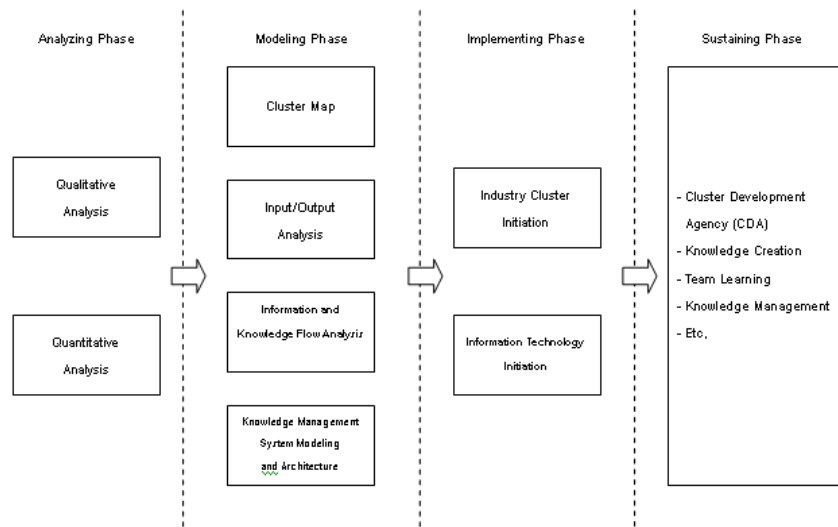 Analyzing Phase
Modeling Phase
Implementing Phase
Sustaining Phase
Qualitative
Analysis
Quantitative
Analysis
Cluster Map
Input/Output
Analysis
Information and
Knowledge Flow Analysis
Knowledge Management
System Modeling
and Architecture
Industry Cluster
Initiation
Information Technology
Initiation
- Cluster Development
Agency (CDA)
- Knowledge Creation
- Team Learning
- Knowledge Management
- Etc.